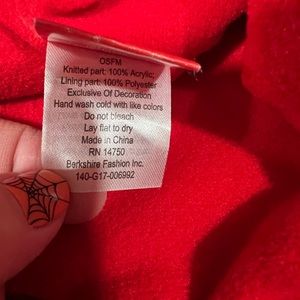 OSFM
Knitted part: 100% Acrylic;
Lining part: 100% Polyester
Exclusive Of Decoration
Hand wash cold with like colors
Do not bleach
Lay flat to dry
Made in China
RN 14750
Berkshire Fashion Inc.
140-G17-006992